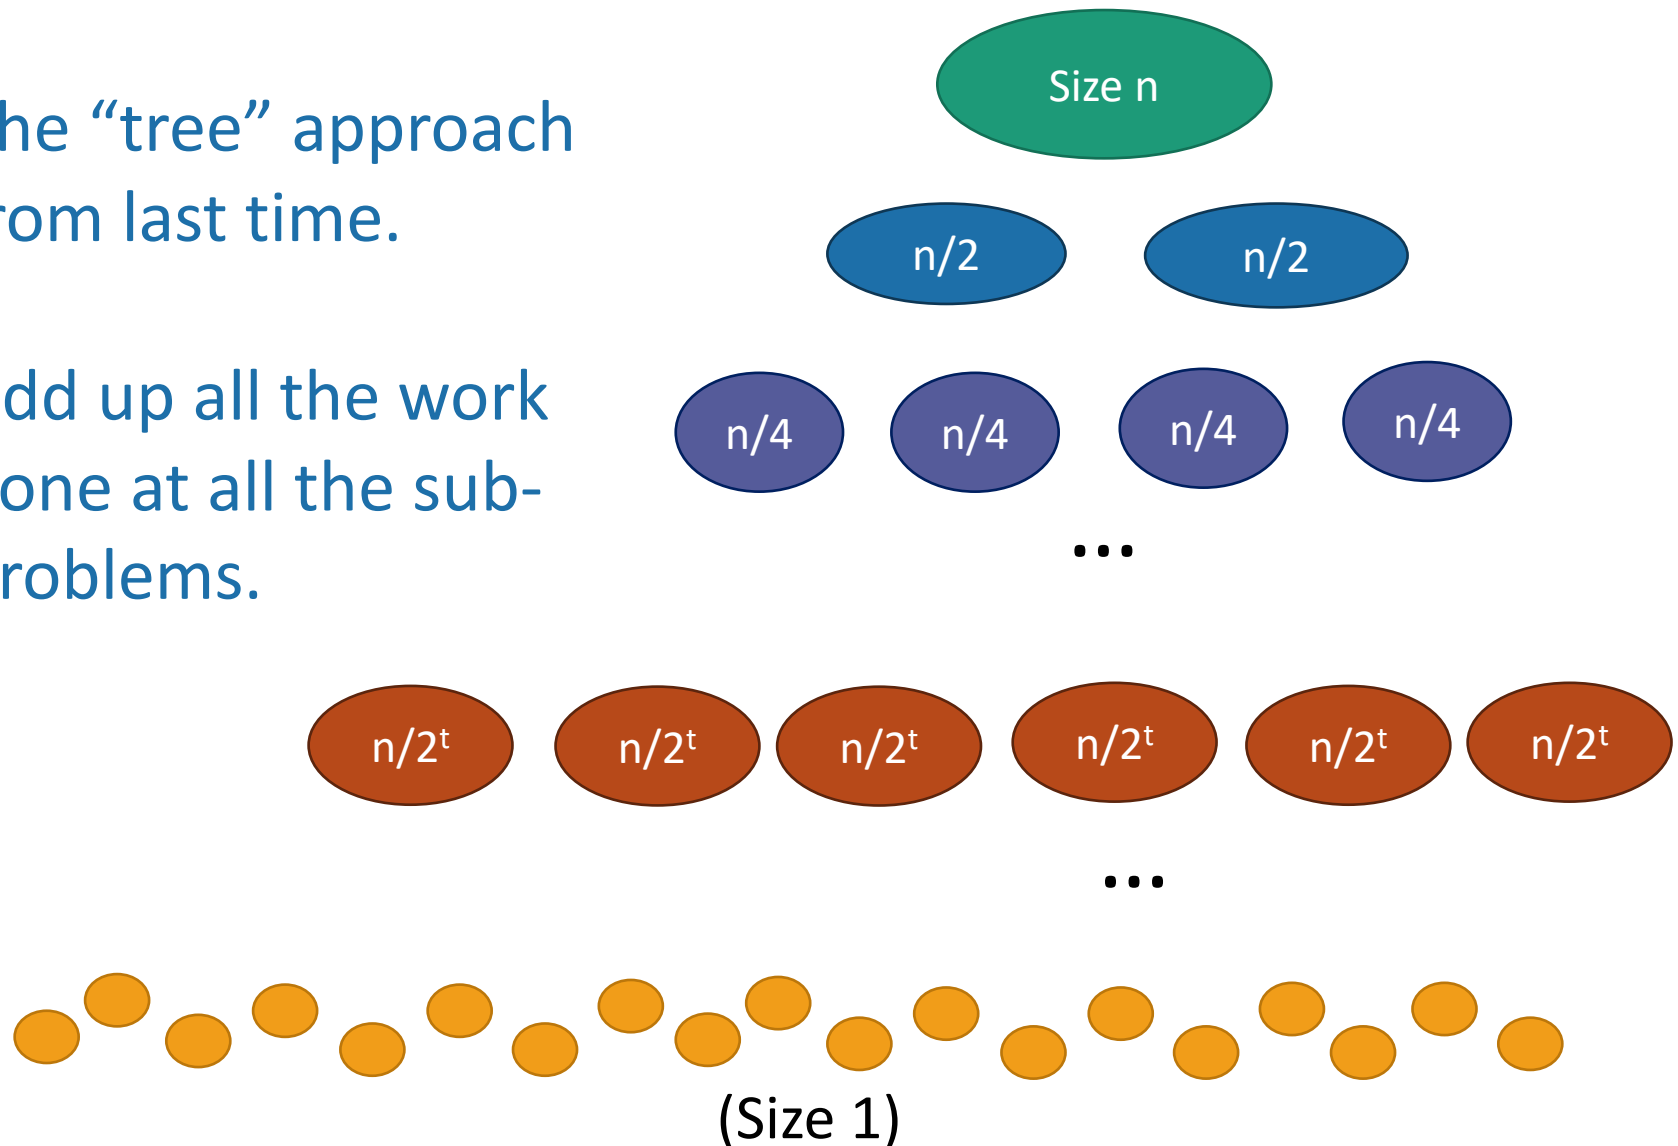 he “tree” approach
rom last time.
dd up all the work
one at all the sub-
roblems.
Size n
n/2 n/2
n/4 n/4 n/4 n/4
...
n/2ᵗ n/2ᵗ n/2ᵗ n/2ᵗ n/2ᵗ n/2ᵗ
...
(Size 1)